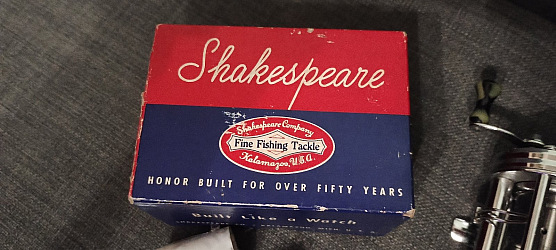 Shakespeare
Shakespeare Company
Fine Fishing Tackle
Kalamazoo, U.S.A.
HONOR BUILT FOR OVER FIFTY YEARS
Built Like a Watch